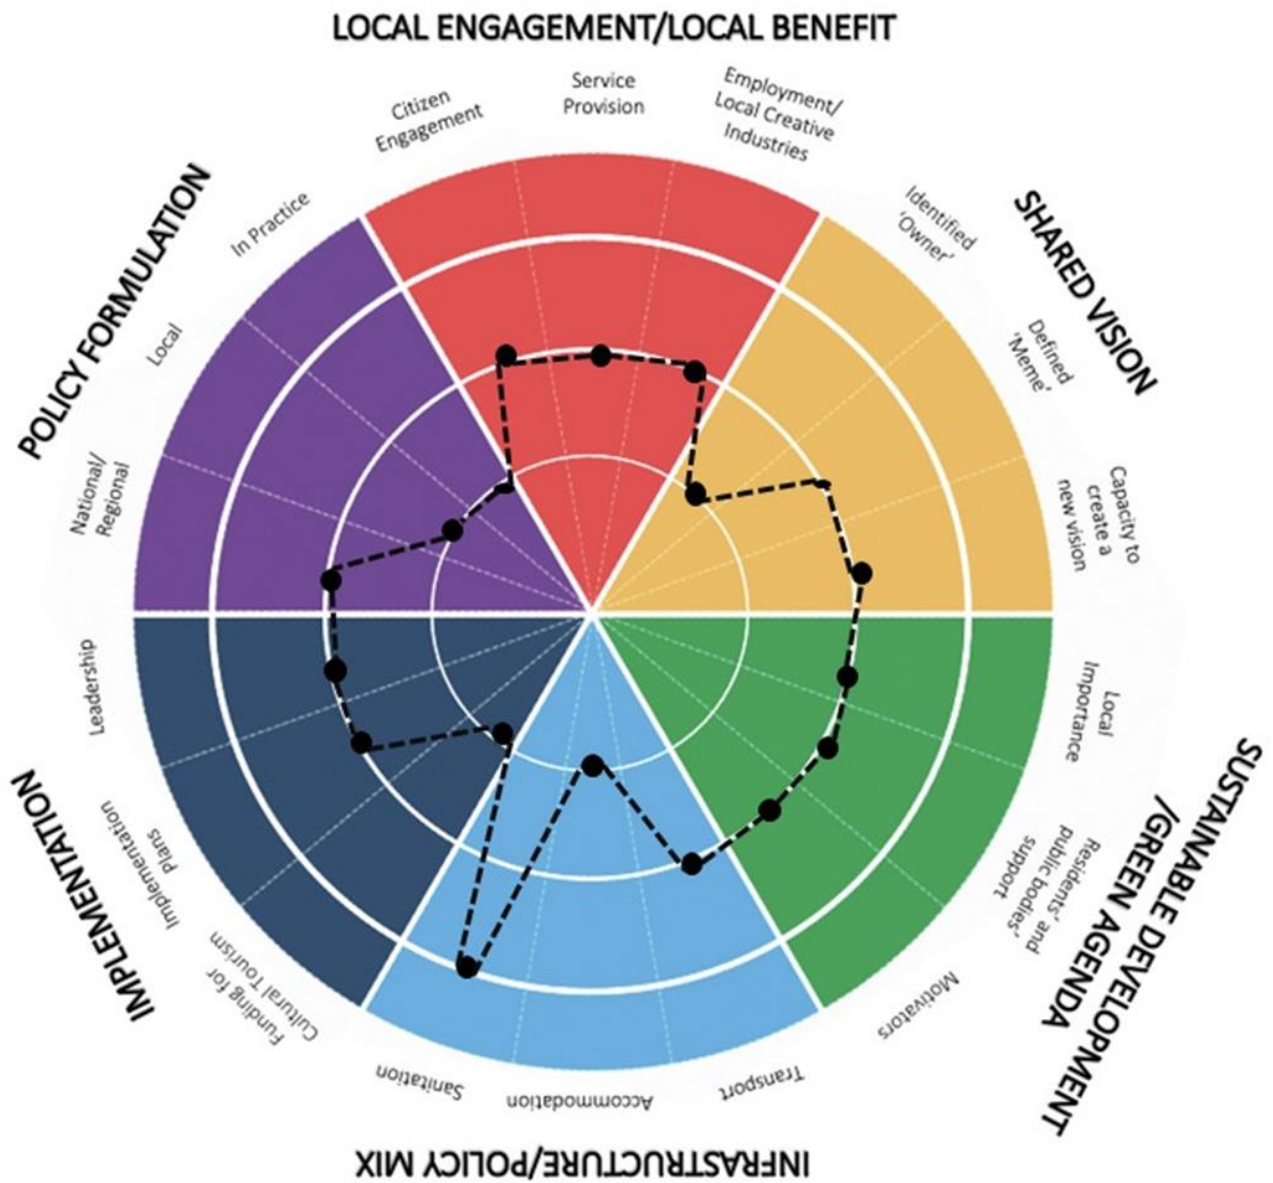 LOCAL ENGAGEMENT/LOCAL BENEFIT
Citizen
Engagement
Service
Provision
Employment/
Local Creative
Industries
SHARED VISION
Identified
‘Owner’
Defined
‘Meme’
Capacity to
create a
new vision
SUSTAINABLE DEVELOPMENT
/GREEN AGENDA
Local
Importance
Residents’ and
public bodies’
support
Motivators
INFRASTRUCTURE/POLICY MIX
Transport
Accommodation
Sanitation
IMPLEMENTATION
Funding for
Cultural Tourism
Implementation
plans
Leadership
POLICY FORMULATION
National/
Regional
Local
In Practice